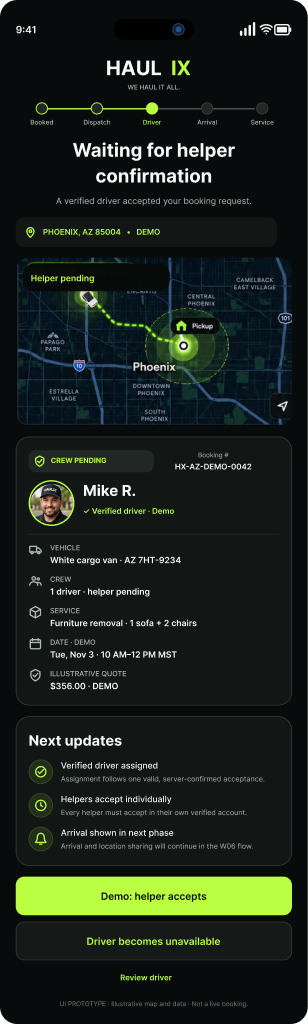 9:41
HAUL IX
WE HAUL IT ALL.
Booked Dispatch Driver Arrival Service
Waiting for helper
confirmation
A verified driver accepted your booking request.
PHOENIX, AZ 85004 • DEMO
Helper pending
CAMELBACK
EAST VILLAGE
CENTRAL
PHOENIX
101
Pickup
PAPAGO
PARK
10
Phoenix
ESTRELLA
VILLAGE
DOWNTOWN
PHOENIX
SOUTH
PHOENIX
CREW PENDING
Booking #
HX-AZ-DEMO-0042
Mike R.
✓ Verified driver · Demo
VEHICLE
White cargo van · AZ 7HT-9234
CREW
1 driver · helper pending
SERVICE
Furniture removal · 1 sofa + 2 chairs
DATE · DEMO
Tue, Nov 3 · 10 AM–12 PM MST
ILLUSTRATIVE QUOTE
$356.00 · DEMO
Next updates
Verified driver assigned
Assignment follows one valid, server-confirmed acceptance.
Helpers accept individually
Every helper must accept in their own verified account.
Arrival shown in next phase
Arrival and location sharing will continue in the W06 flow.
Demo: helper accepts
Driver becomes unavailable
Review driver
UI PROTOTYPE · Illustrative map and data · Not a live booking.